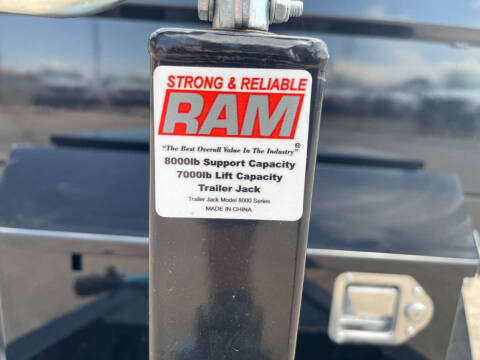 STRONG & RELIABLE
RAM®
"The Best Overall Value In The Industry"
8000lb Support Capacity
7000lb Lift Capacity
Trailer Jack
Trailer Jack Model 8000 Series
MADE IN CHINA